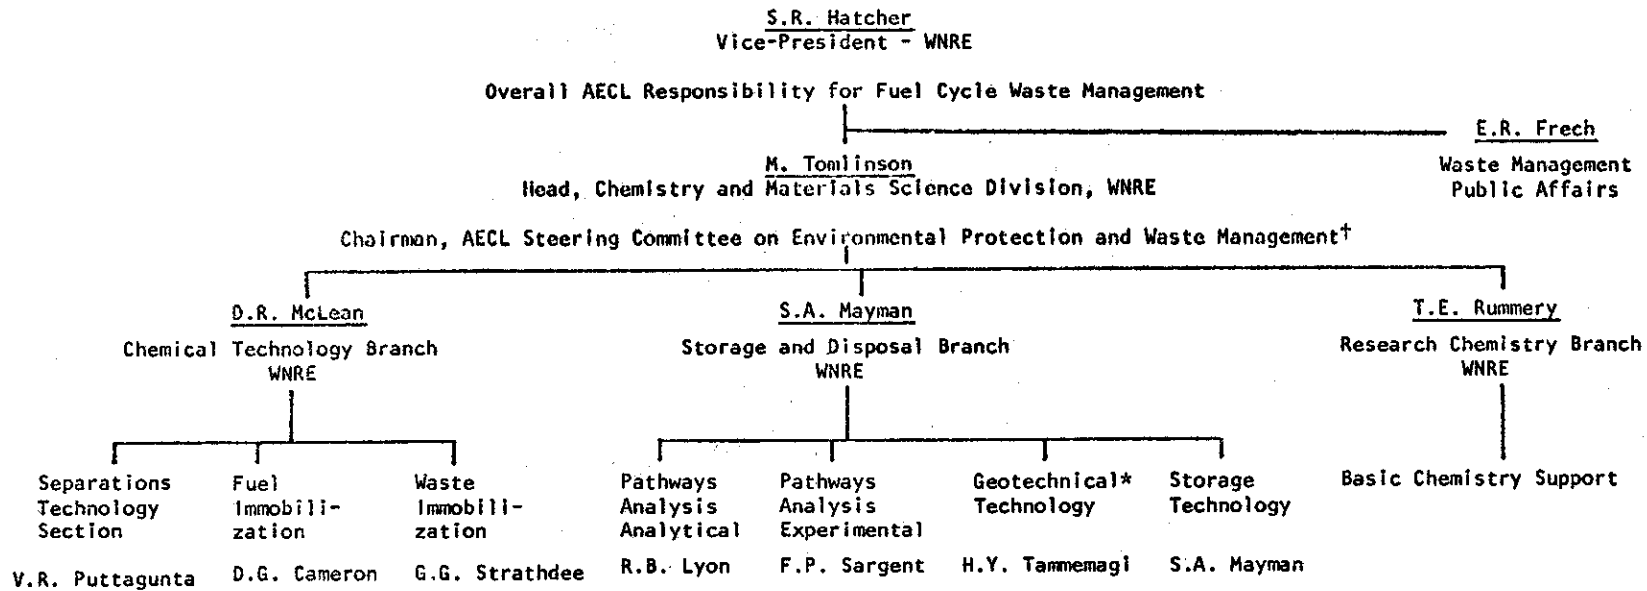 S.R. Hatcher
Vice-President - WNRE
Overall AECL Responsibility for Fuel Cycle Waste Management
E.R. Frech
Waste Management
Public Affairs
M. Tomlinson
Head, Chemistry and Materials Science Division, WNRE
Chairman, AECL Steering Committee on Environmental Protection and Waste Management†
D.R. McLean
Chemical Technology Branch
WNRE
S.A. Mayman
Storage and Disposal Branch
WNRE
T.E. Rummery
Research Chemistry Branch
WNRE
Separations
Technology
Section
V.R. Puttagunta
Fuel
Immobili-
zation
D.G. Cameron
Waste
Immobili-
zation
G.G. Strathdee
Pathways
Analysis
Analytical
R.B. Lyon
Pathways
Analysis
Experimental
F.P. Sargent
Geotechnical*
Technology
H.Y. Tammemagi
Storage
Technology
S.A. Mayman
Basic Chemistry Support